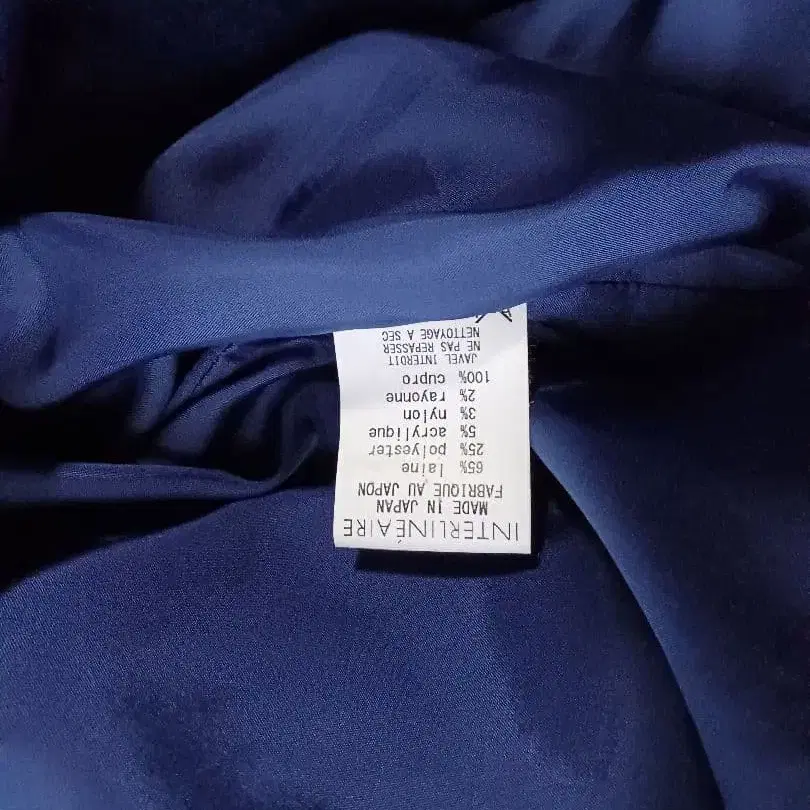 INTERLINÉAIRE
MADE IN JAPAN
FABRIQUE AU JAPON
65% laine
25% polyester
5% acrylique
3% nylon
2% rayonne
100% cupro
JAVEL INTERDIT
NE PAS REPASSER
NETTOYAGE A SEC